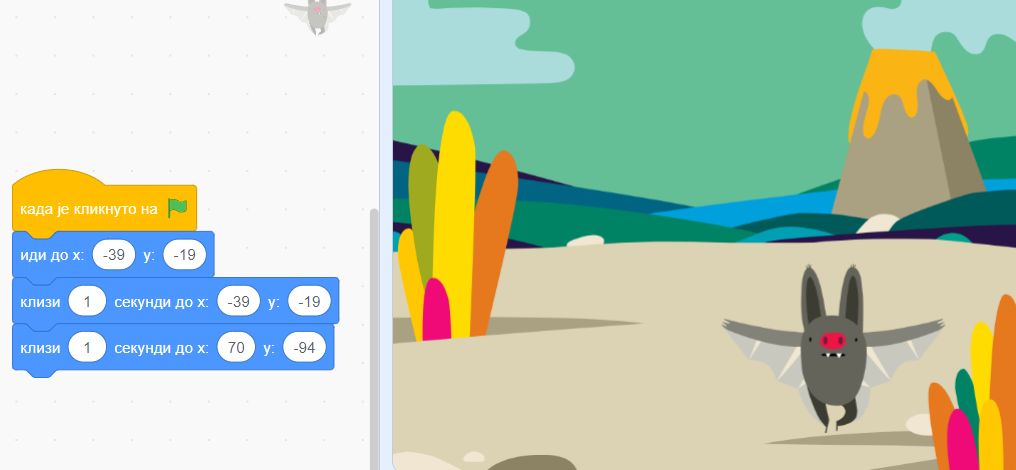 када је кликнуто на
иди до x: -39 y: -19
клизи 1 секунди до x: -39 y: -19
клизи 1 секунди до x: 70 y: -94